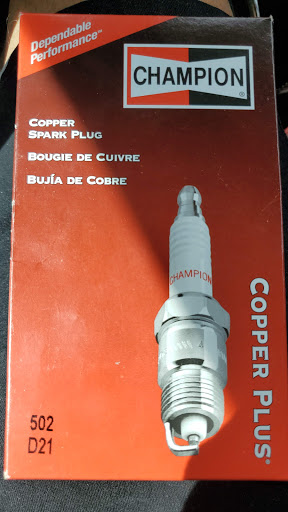 Dependable
Performance™
CHAMPION®
COPPER
SPARK PLUG
BOUGIE DE CUIVRE
BUJÍA DE COBRE
CHAMPION
COPPER PLUS®
502
D21